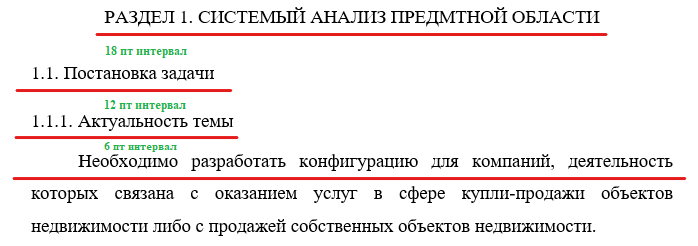 РАЗДЕЛ 1. СИСТЕМЫЙ АНАЛИЗ ПРЕДМТНОЙ ОБЛАСТИ
18 пт интервал
1.1. Постановка задачи
12 пт интервал
1.1.1. Актуальность темы
6 пт интервал
Необходимо разработать конфигурацию для компаний, деятельность
которых связана с оказанием услуг в сфере купли-продажи объектов
недвижимости либо с продажей собственных объектов недвижимости.